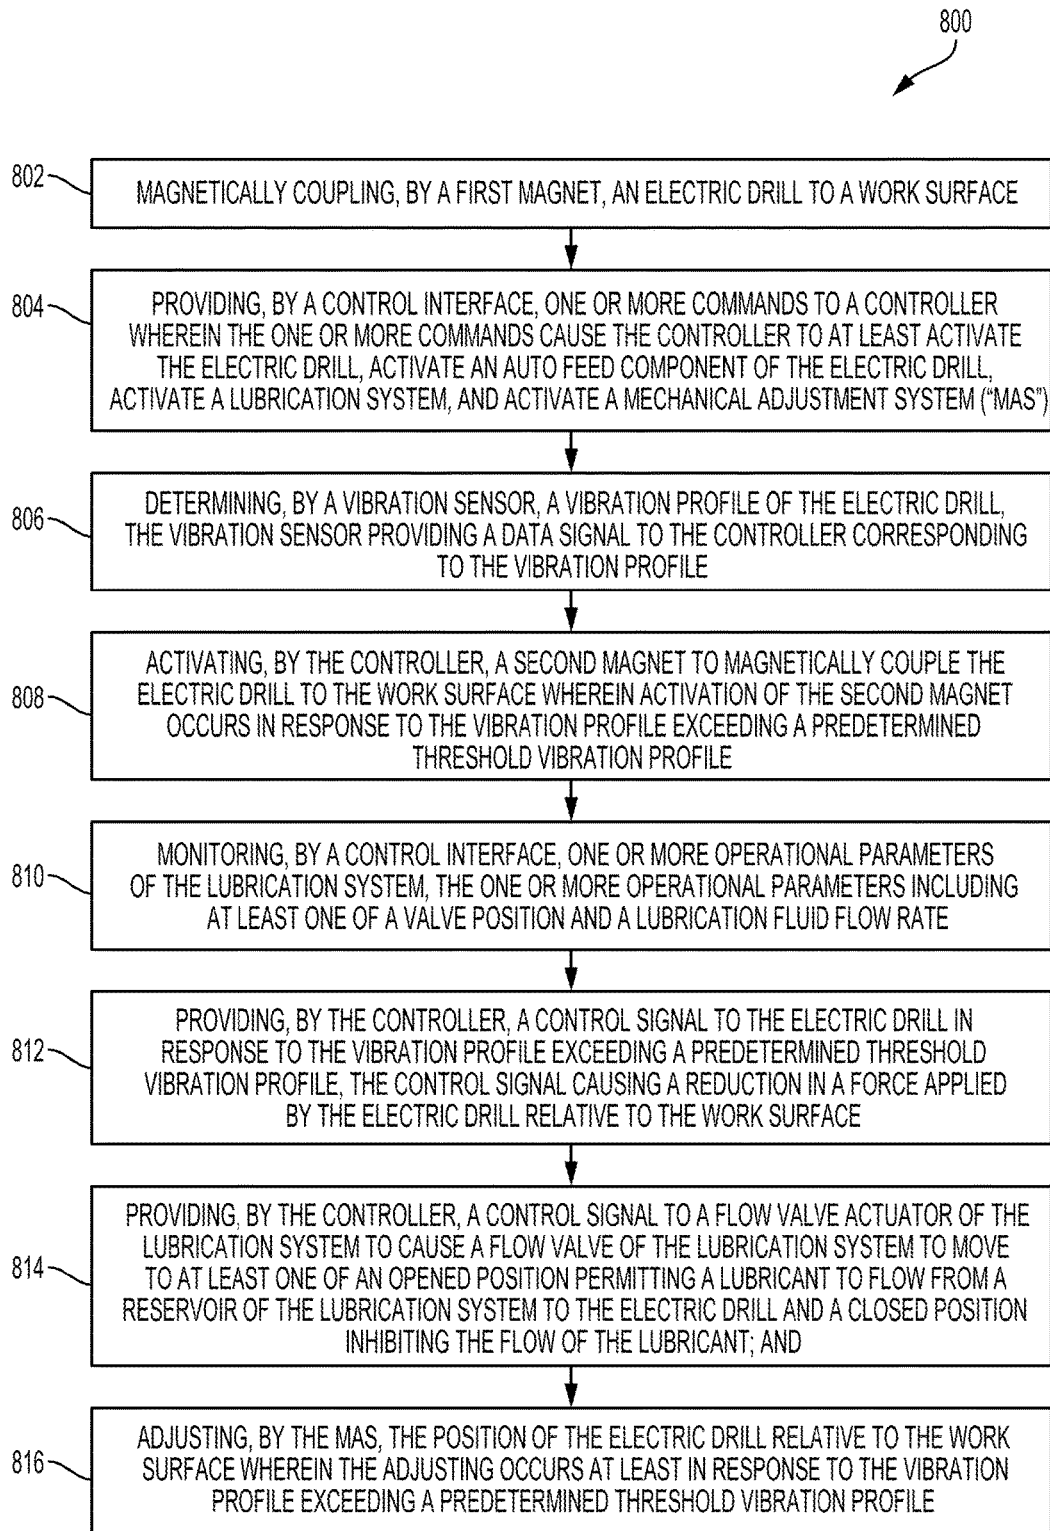 800
802
MAGNETICALLY COUPLING, BY A FIRST MAGNET, AN ELECTRIC DRILL TO A WORK SURFACE
804
PROVIDING, BY A CONTROL INTERFACE, ONE OR MORE COMMANDS TO A CONTROLLER
WHEREIN THE ONE OR MORE COMMANDS CAUSE THE CONTROLLER TO AT LEAST ACTIVATE
THE ELECTRIC DRILL, ACTIVATE AN AUTO FEED COMPONENT OF THE ELECTRIC DRILL,
ACTIVATE A LUBRICATION SYSTEM, AND ACTIVATE A MECHANICAL ADJUSTMENT SYSTEM (“MAS”)
806
DETERMINING, BY A VIBRATION SENSOR, A VIBRATION PROFILE OF THE ELECTRIC DRILL,
THE VIBRATION SENSOR PROVIDING A DATA SIGNAL TO THE CONTROLLER CORRESPONDING
TO THE VIBRATION PROFILE
808
ACTIVATING, BY THE CONTROLLER, A SECOND MAGNET TO MAGNETICALLY COUPLE THE
ELECTRIC DRILL TO THE WORK SURFACE WHEREIN ACTIVATION OF THE SECOND MAGNET
OCCURS IN RESPONSE TO THE VIBRATION PROFILE EXCEEDING A PREDETERMINED
THRESHOLD VIBRATION PROFILE
810
MONITORING, BY A CONTROL INTERFACE, ONE OR MORE OPERATIONAL PARAMETERS
OF THE LUBRICATION SYSTEM, THE ONE OR MORE OPERATIONAL PARAMETERS INCLUDING
AT LEAST ONE OF A VALVE POSITION AND A LUBRICATION FLUID FLOW RATE
812
PROVIDING, BY THE CONTROLLER, A CONTROL SIGNAL TO THE ELECTRIC DRILL IN
RESPONSE TO THE VIBRATION PROFILE EXCEEDING A PREDETERMINED THRESHOLD
VIBRATION PROFILE, THE CONTROL SIGNAL CAUSING A REDUCTION IN A FORCE APPLIED
BY THE ELECTRIC DRILL RELATIVE TO THE WORK SURFACE
814
PROVIDING, BY THE CONTROLLER, A CONTROL SIGNAL TO A FLOW VALVE ACTUATOR OF THE
LUBRICATION SYSTEM TO CAUSE A FLOW VALVE OF THE LUBRICATION SYSTEM TO MOVE
TO AT LEAST ONE OF AN OPENED POSITION PERMITTING A LUBRICANT TO FLOW FROM A
RESERVOIR OF THE LUBRICATION SYSTEM TO THE ELECTRIC DRILL AND A CLOSED POSITION
INHIBITING THE FLOW OF THE LUBRICANT; AND
816
ADJUSTING, BY THE MAS, THE POSITION OF THE ELECTRIC DRILL RELATIVE TO THE WORK
SURFACE WHEREIN THE ADJUSTING OCCURS AT LEAST IN RESPONSE TO THE VIBRATION
PROFILE EXCEEDING A PREDETERMINED THRESHOLD VIBRATION PROFILE